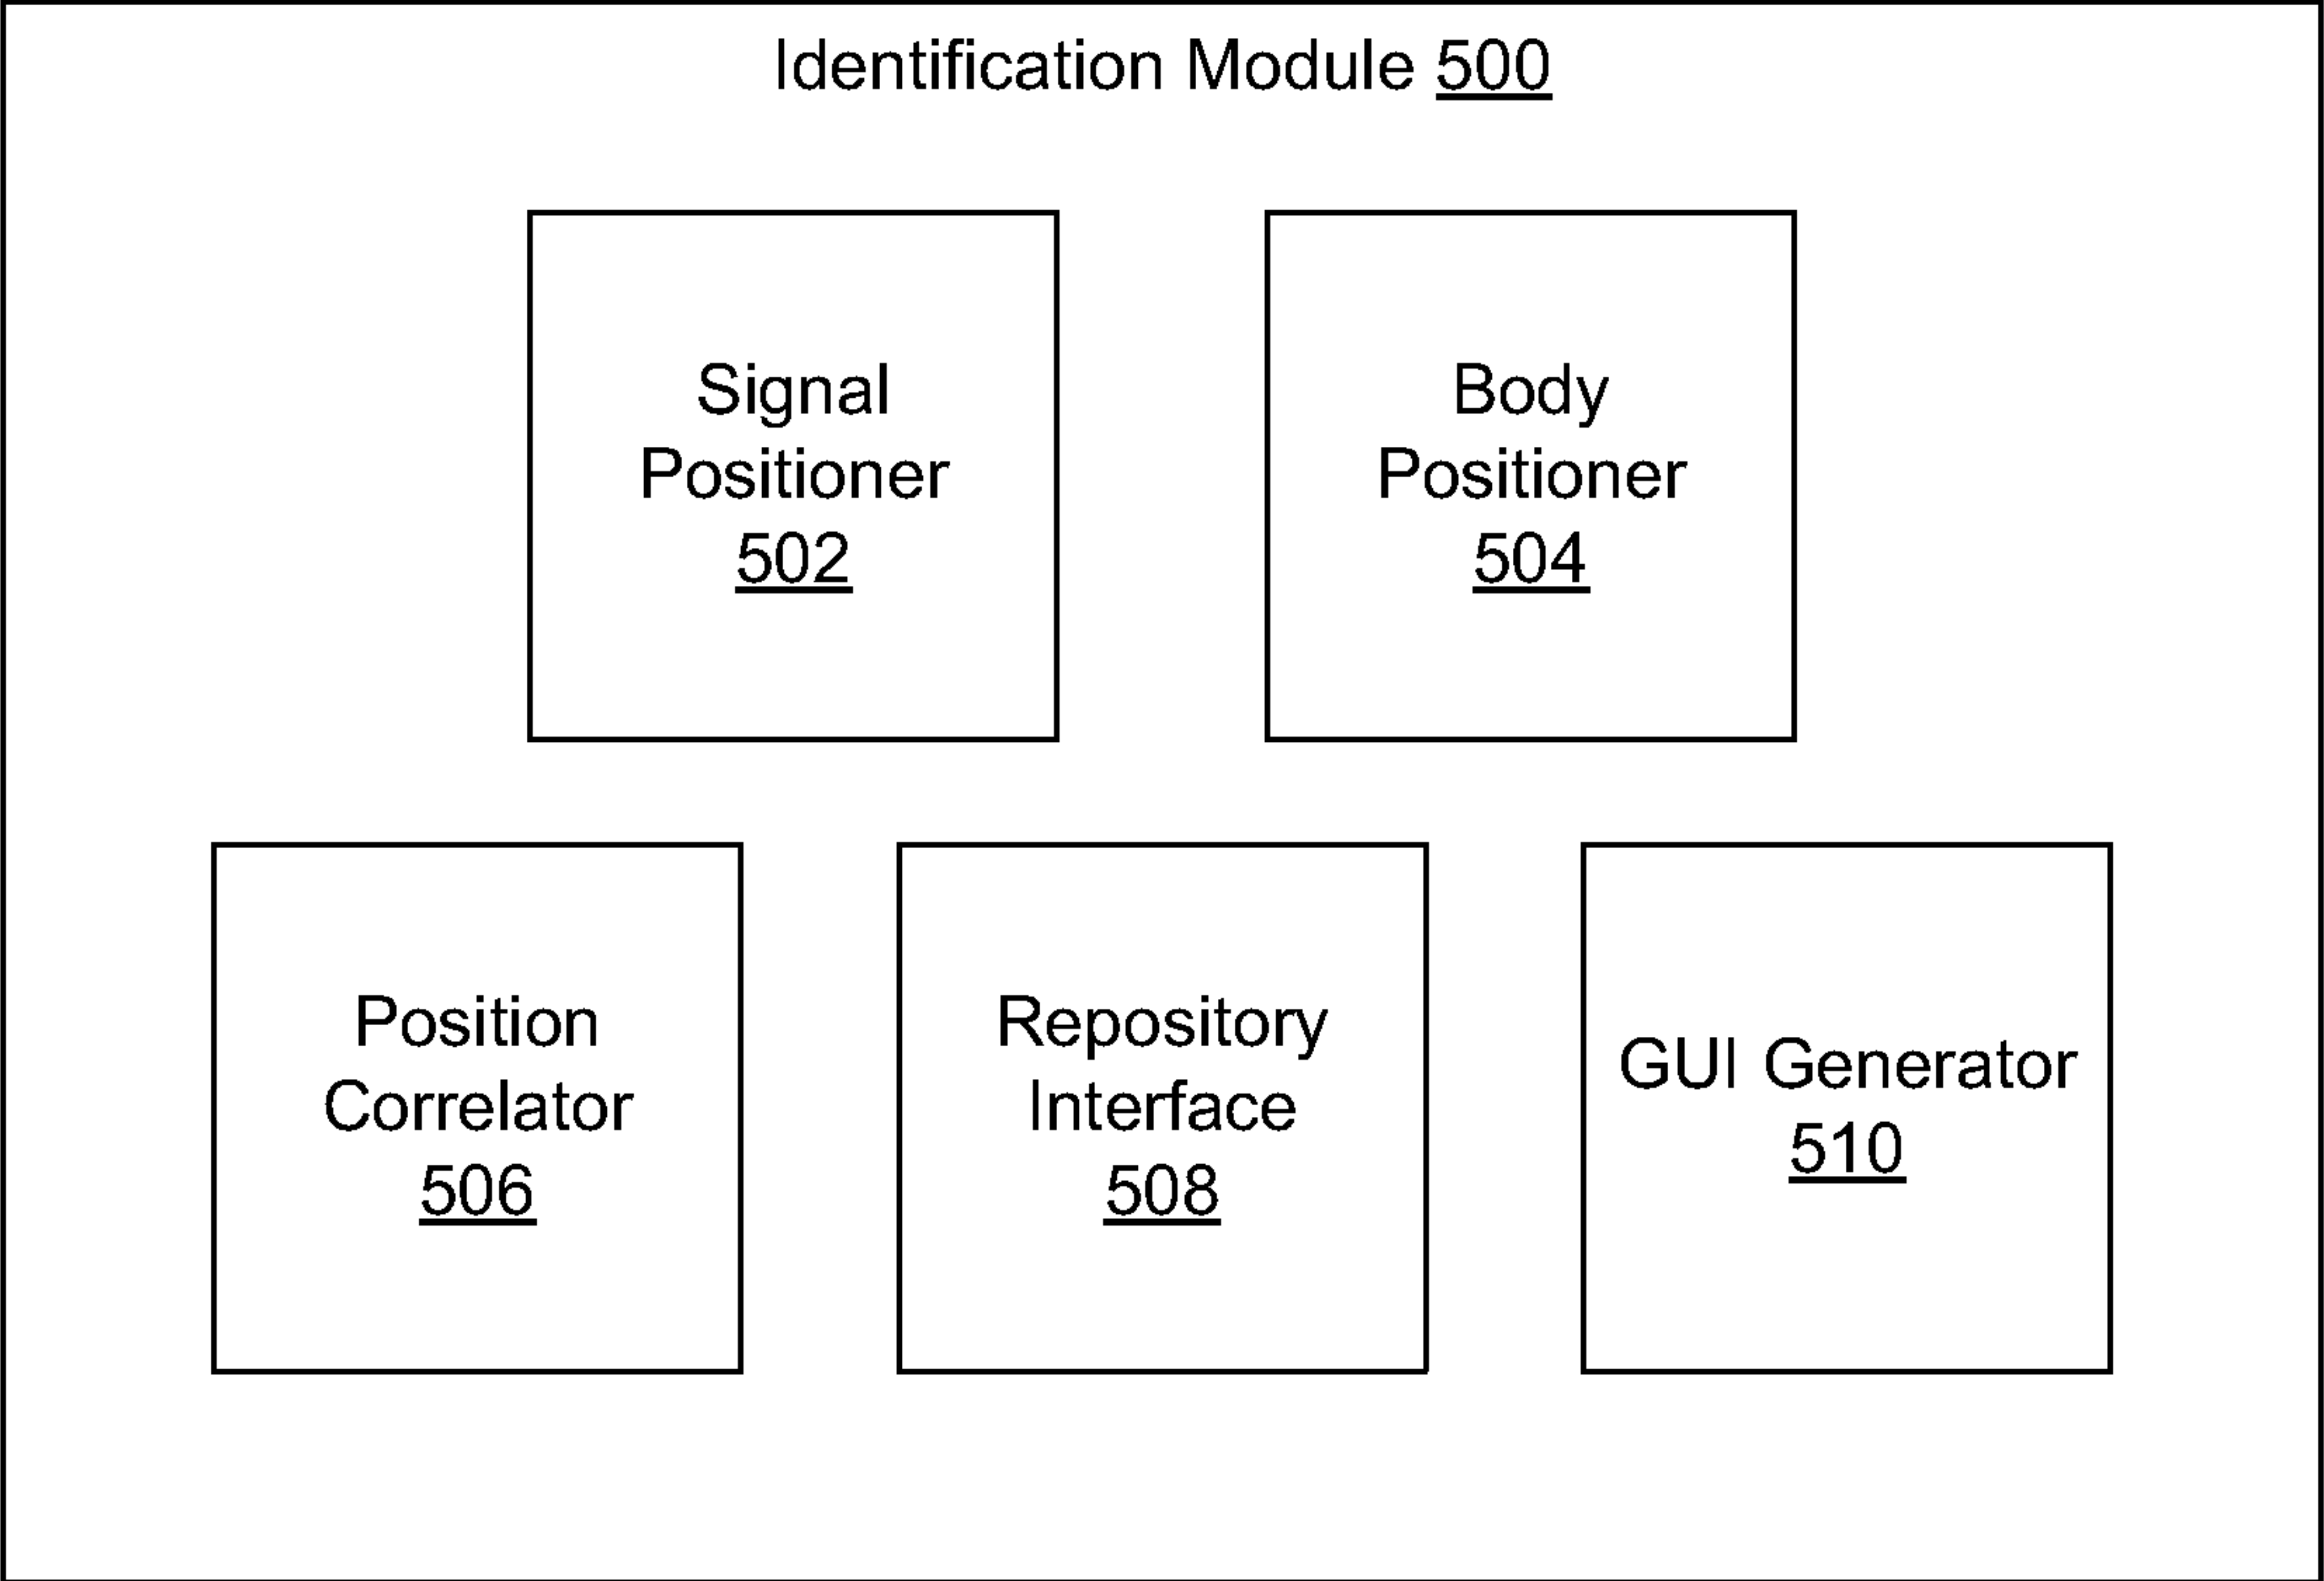 Identification Module 500
Signal
Positioner
502
Body
Positioner
504
Position
Correlator
506
Repository
Interface
508
GUI Generator
510